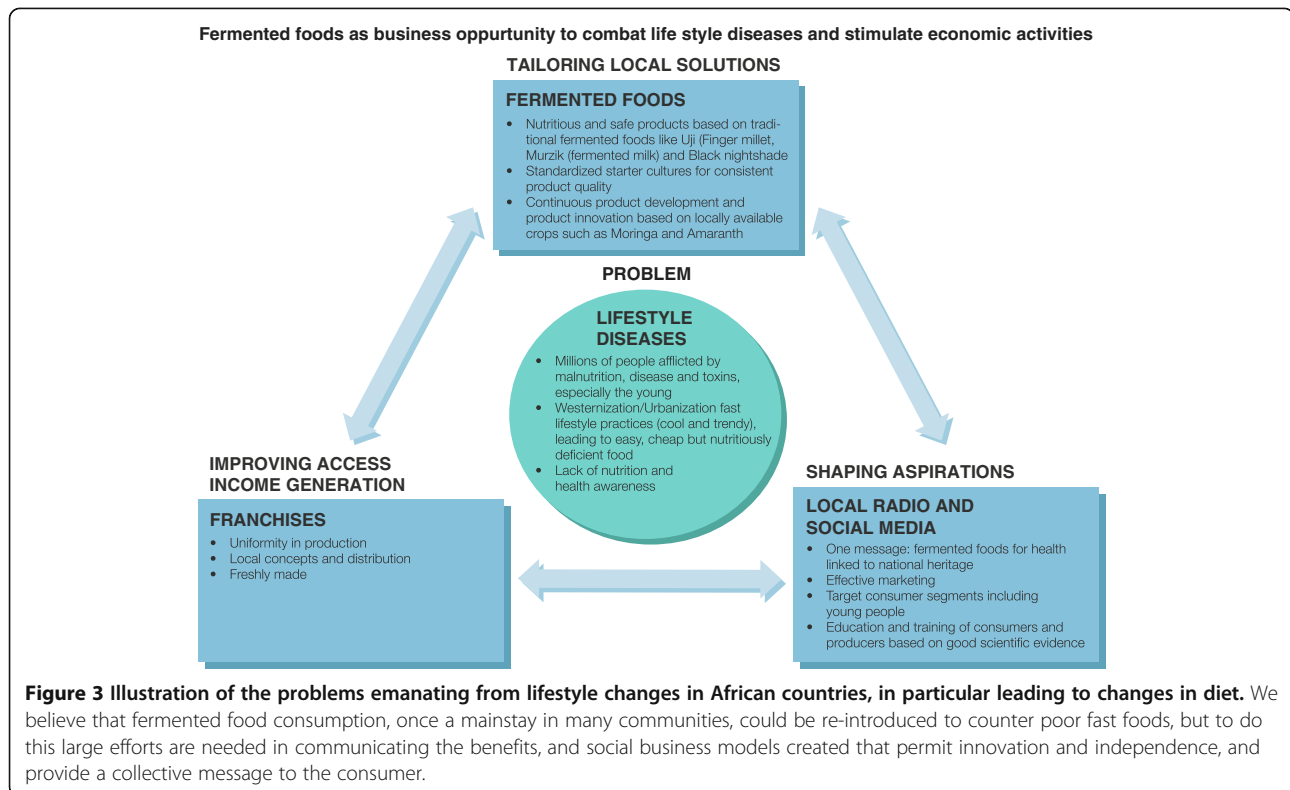 Fermented foods as business oppurtunity to combat life style diseases and stimulate economic activities
TAILORING LOCAL SOLUTIONS
FERMENTED FOODS
• Nutritious and safe products based on tradi-
tional fermented foods like Uji (Finger millet,
Murzik (fermented milk) and Black nightshade
• Standardized starter cultures for consistent
product quality
• Continuous product development and
product innovation based on locally available
crops such as Moringa and Amaranth
PROBLEM
LIFESTYLE
DISEASES
• Millions of people afflicted by
malnutrition, disease and toxins,
especially the young
• Westernization/Urbanization fast
lifestyle practices (cool and trendy),
leading to easy, cheap but nutritiously
deficient food
• Lack of nutrition and
health awareness
IMPROVING ACCESS
INCOME GENERATION
FRANCHISES
• Uniformity in production
• Local concepts and distribution
• Freshly made
SHAPING ASPIRATIONS
LOCAL RADIO AND
SOCIAL MEDIA
• One message: fermented foods for health
linked to national heritage
• Effective marketing
• Target consumer segments including
young people
• Education and training of consumers and
producers based on good scientific evidence
Figure 3 Illustration of the problems emanating from lifestyle changes in African countries, in particular leading to changes in diet. We
believe that fermented food consumption, once a mainstay in many communities, could be re-introduced to counter poor fast foods, but to do
this large efforts are needed in communicating the benefits, and social business models created that permit innovation and independence, and
provide a collective message to the consumer.